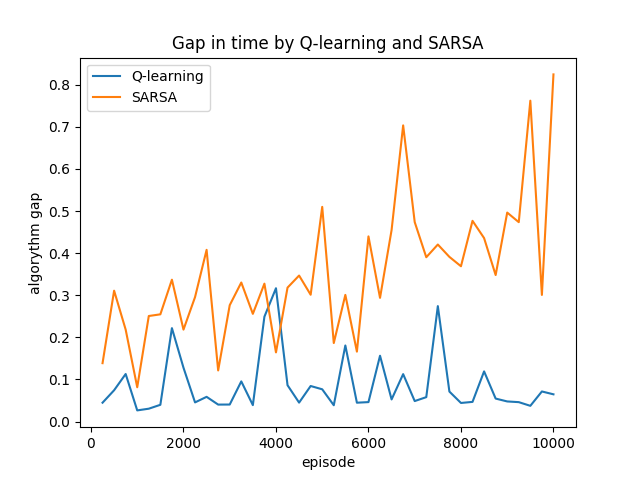 Gap in time by Q-learning and SARSA
Q-learning
SARSA
algorythm gap
0.8
0.7
0.6
0.5
0.4
0.3
0.2
0.1
0.0
0 2000 4000 6000 8000 10000
episode